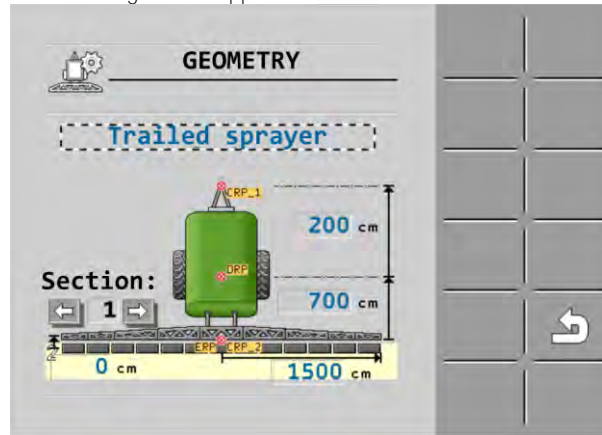 GEOMETRY
Trailed sprayer
CRP_1
200 cm
DRP
Section:
700 cm
1
ERP CRP_2
0 cm
1500 cm